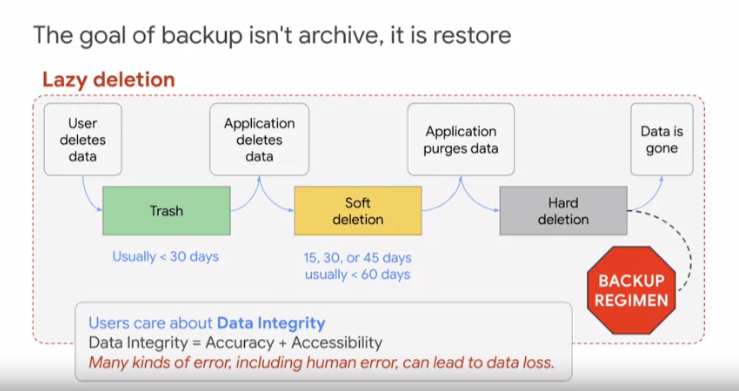 The goal of backup isn't archive, it is restore
Lazy deletion
User
deletes
data
Application
deletes
data
Application
purges data
Data is
gone
Trash
Soft
deletion
Hard
deletion
Usually < 30 days
15, 30, or 45 days
usually < 60 days
BACKUP
REGIMEN
Users care about Data Integrity
Data Integrity = Accuracy + Accessibility
Many kinds of error, including human error, can lead to data loss.